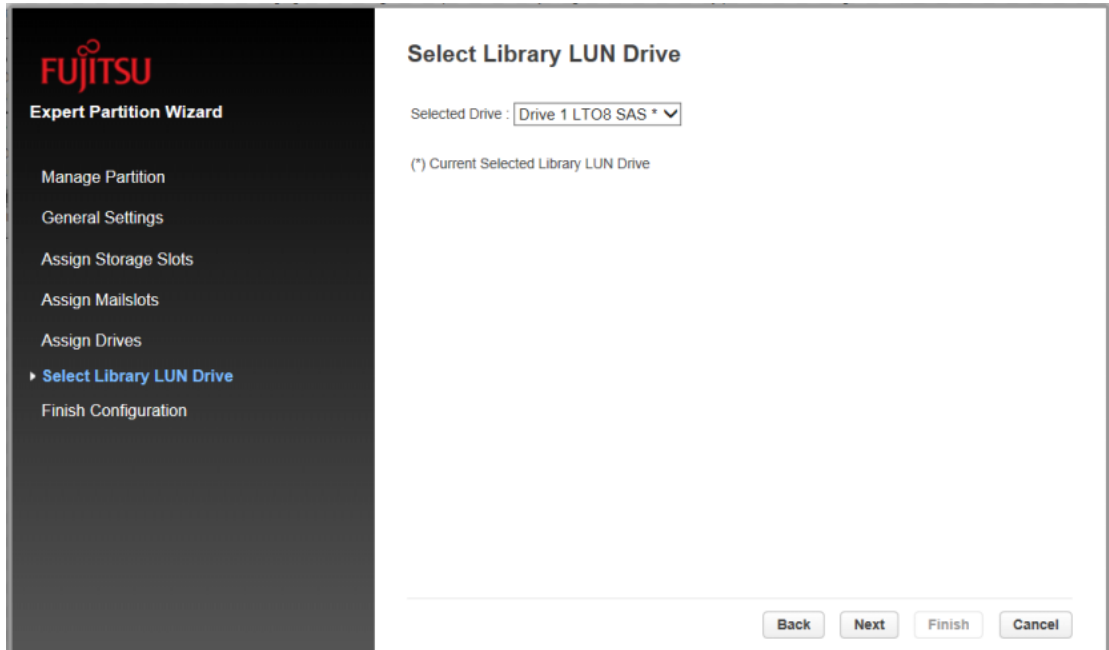 FUJITSU
Expert Partition Wizard
Manage Partition
General Settings
Assign Storage Slots
Assign Mailslots
Assign Drives
Select Library LUN Drive
Finish Configuration
Select Library LUN Drive
Selected Drive : Drive 1 LTO8 SAS *
(*) Current Selected Library LUN Drive
Back Next Finish Cancel